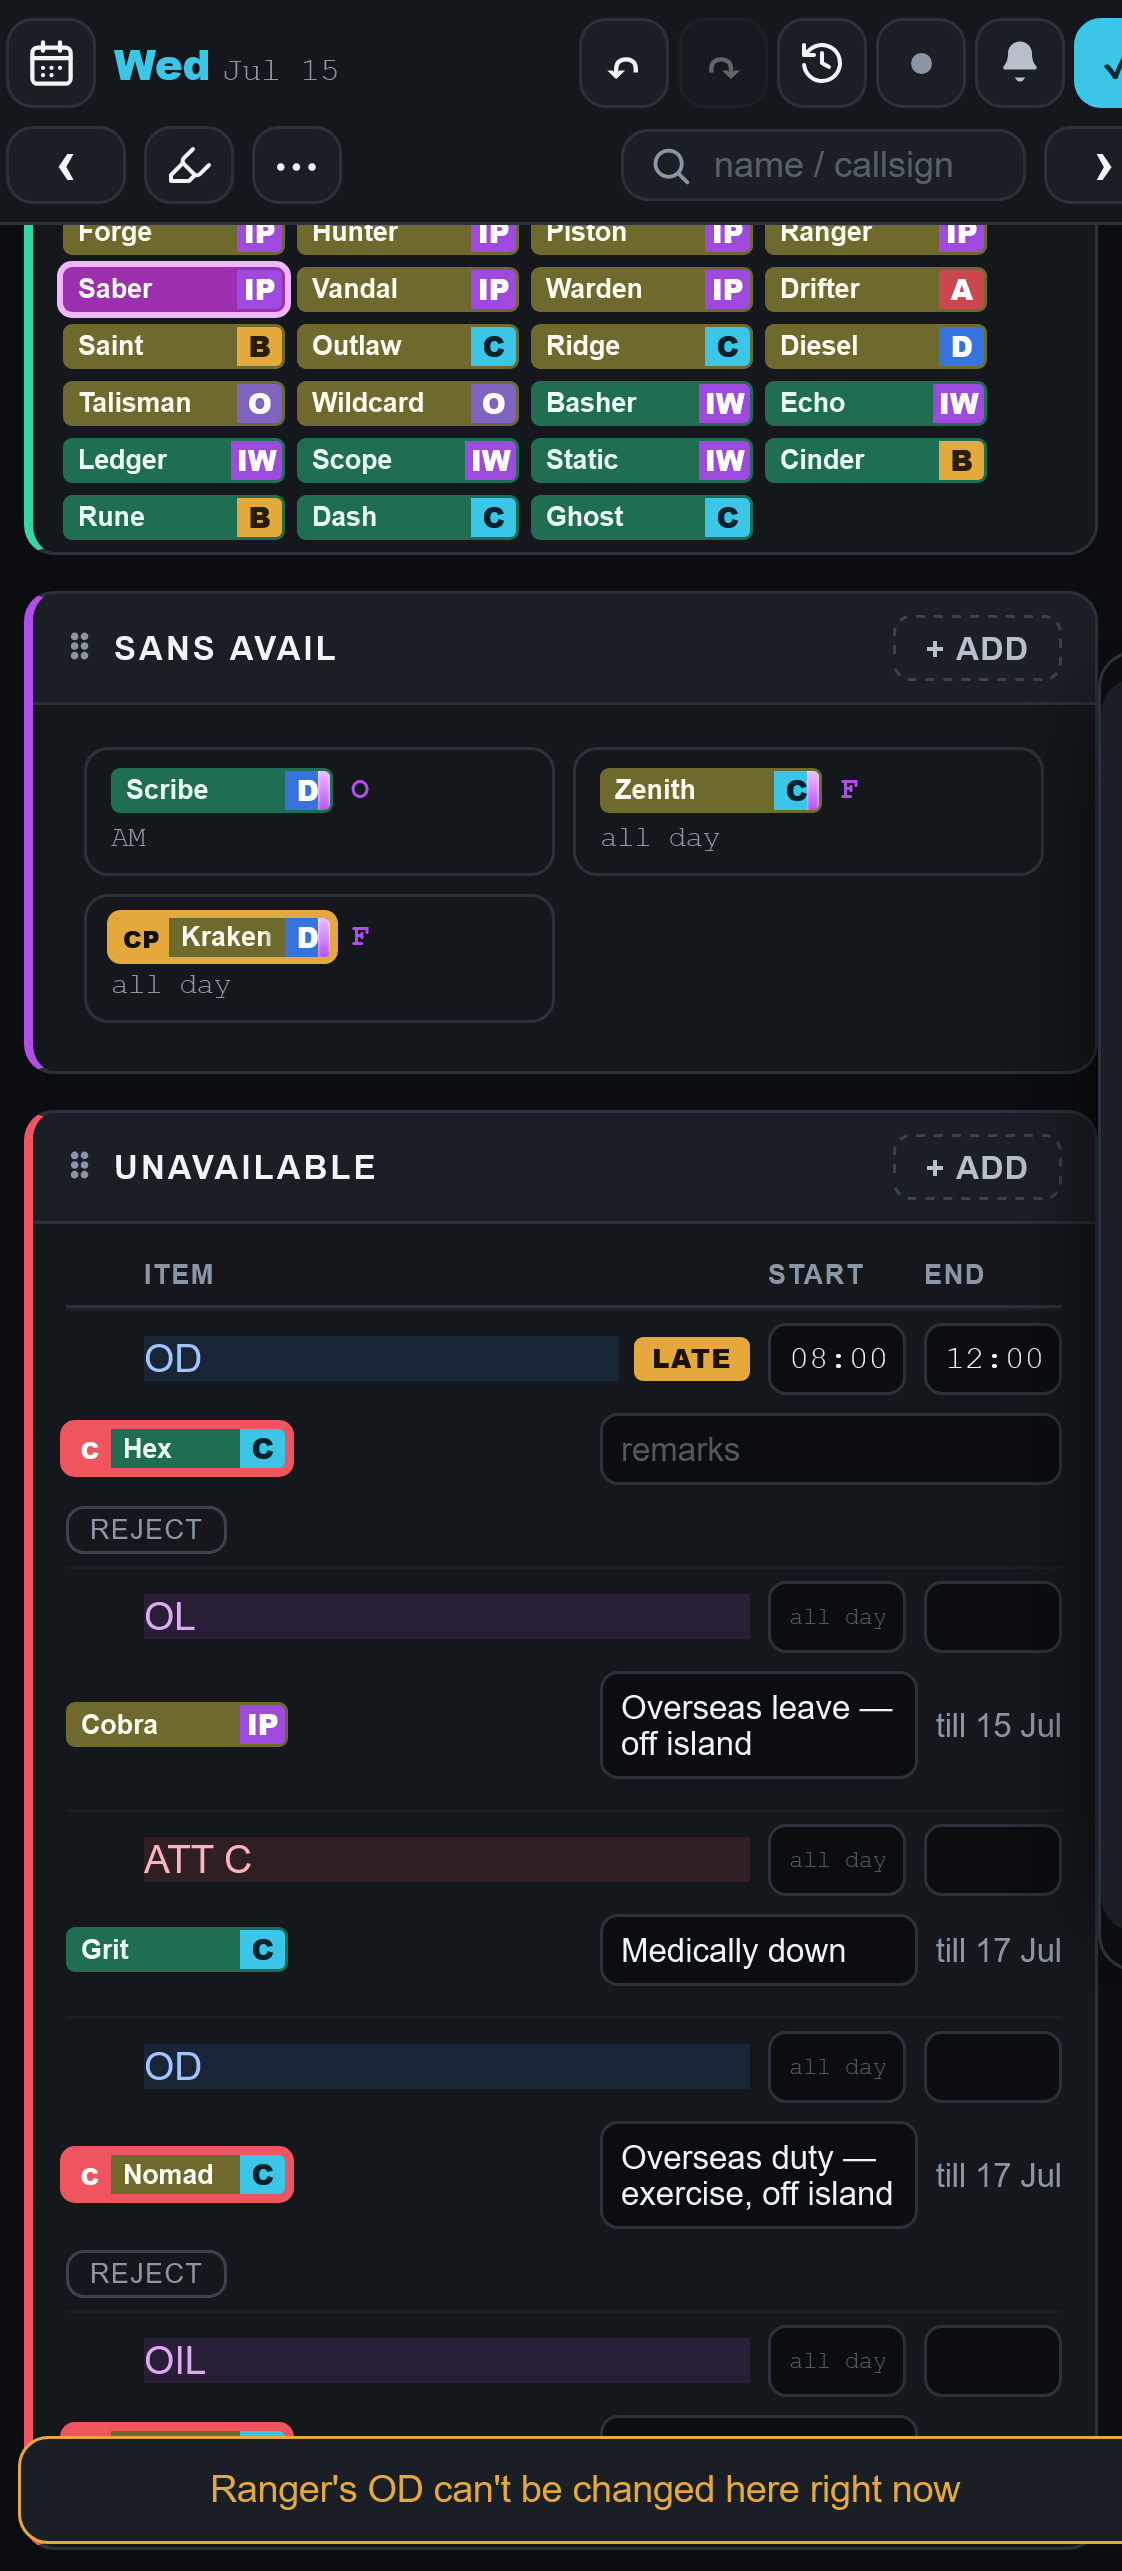 Wed Jul 15
name / callsign
Forge IP Hunter IP Piston IP Ranger IP
Saber IP Vandal IP Warden IP Drifter A
Saint B Outlaw C Ridge C Diesel D
Talisman O Wildcard O Basher IW Echo IW
Ledger IW Scope IW Static IW Cinder B
Rune B Dash C Ghost C
SANS AVAIL + ADD
Scribe D O Zenith C F
AM all day
CP Kraken D F
all day
UNAVAILABLE + ADD
ITEM START END
OD LATE 08:00 12:00
C Hex C remarks
REJECT
OL all day
Overseas leave —
Cobra IP till 15 Jul
off island
ATT C all day
Grit C Medically down till 17 Jul
OD all day
Overseas duty —
C Nomad C till 17 Jul
exercise, off island
REJECT
OIL all day
Ranger's OD can't be changed here right now